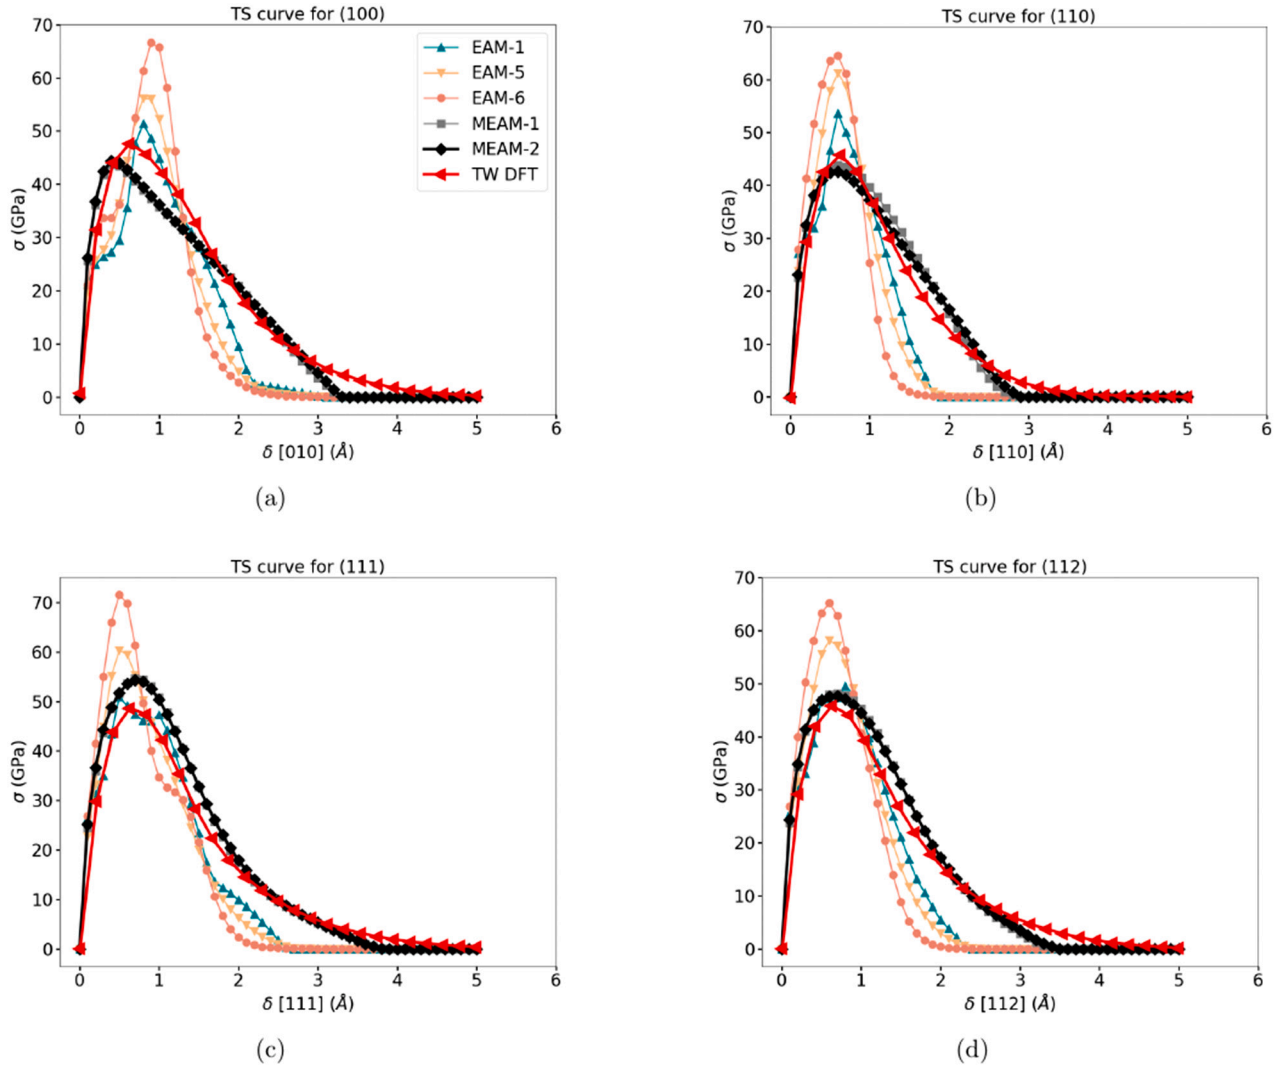 TS curve for (100)
70
60
50
40
30
20
10
0
σ (GPa)
EAM-1
EAM-5
EAM-6
MEAM-1
MEAM-2
TW DFT
0 1 2 3 4 5 6
δ [010] (Å)
(a)
TS curve for (110)
70
60
50
40
30
20
10
0
σ (GPa)
0 1 2 3 4 5 6
δ [110] (Å)
(b)
TS curve for (111)
70
60
50
40
30
20
10
0
σ (GPa)
0 1 2 3 4 5 6
δ [111] (Å)
(c)
TS curve for (112)
70
60
50
40
30
20
10
0
σ (GPa)
0 1 2 3 4 5 6
δ [112] (Å)
(d)